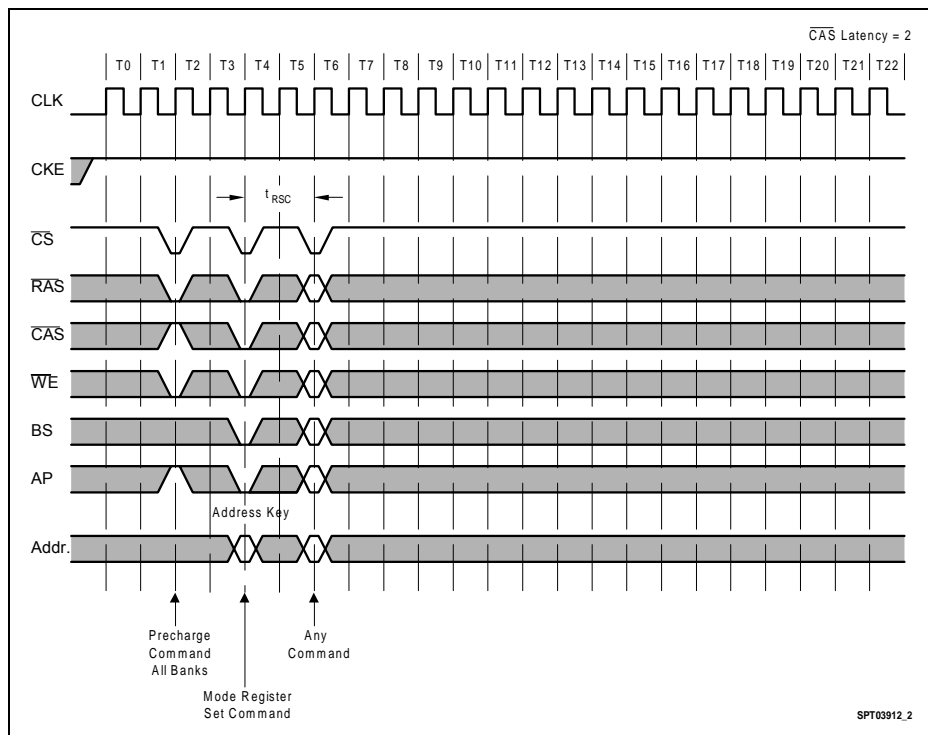 CAS Latency = 2
T0 T1 T2 T3 T4 T5 T6 T7 T8 T9 T10 T11 T12 T13 T14 T15 T16 T17 T18 T19 T20 T21 T22
CLK
CKE
t RSC
CS
RAS
CAS
WE
BS
AP
Address Key
Addr.
Precharge
Command
All Banks
Any
Command
Mode Register
Set Command
SPT03912_2